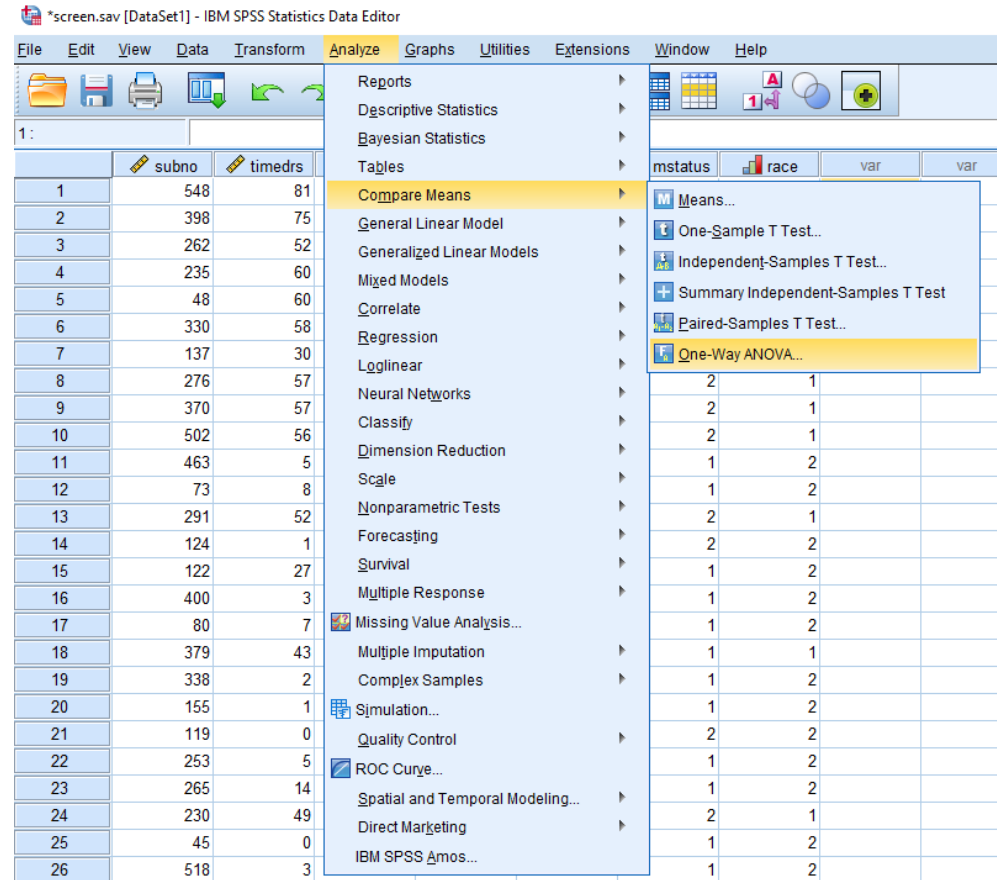 *screen.sav [DataSet1] - IBM SPSS Statistics Data Editor
File Edit View Data Transform Analyze Graphs Utilities Extensions Window Help
A
1
1 :
subno timedrs mstatus race var var
Reports
Descriptive Statistics
Bayesian Statistics
Tables
Compare Means
General Linear Model
Generalized Linear Models
Mixed Models
Correlate
Regression
Loglinear
Neural Networks
Classify
Dimension Reduction
Scale
Nonparametric Tests
Forecasting
Survival
Multiple Response
Missing Value Analysis...
Multiple Imputation
Complex Samples
Simulation...
Quality Control
ROC Curve...
Spatial and Temporal Modeling...
Direct Marketing
IBM SPSS Amos...
M Means...
t One-Sample T Test...
Independent-Samples T Test...
Summary Independent-Samples T Test
Paired-Samples T Test...
One-Way ANOVA...
1 548 81
2 398 75
3 262 52
4 235 60
5 48 60
6 330 58
7 137 30
8 276 57 2 1
9 370 57 2 1
10 502 56 2 1
11 463 5 1 2
12 73 8 1 2
13 291 52 2 1
14 124 1 2 2
15 122 27 1 2
16 400 3 1 2
17 80 7 1 2
18 379 43 1 1
19 338 2 1 2
20 155 1 1 2
21 119 0 2 2
22 253 5 1 2
23 265 14 1 2
24 230 49 2 1
25 45 0 1 2
26 518 3 1 2